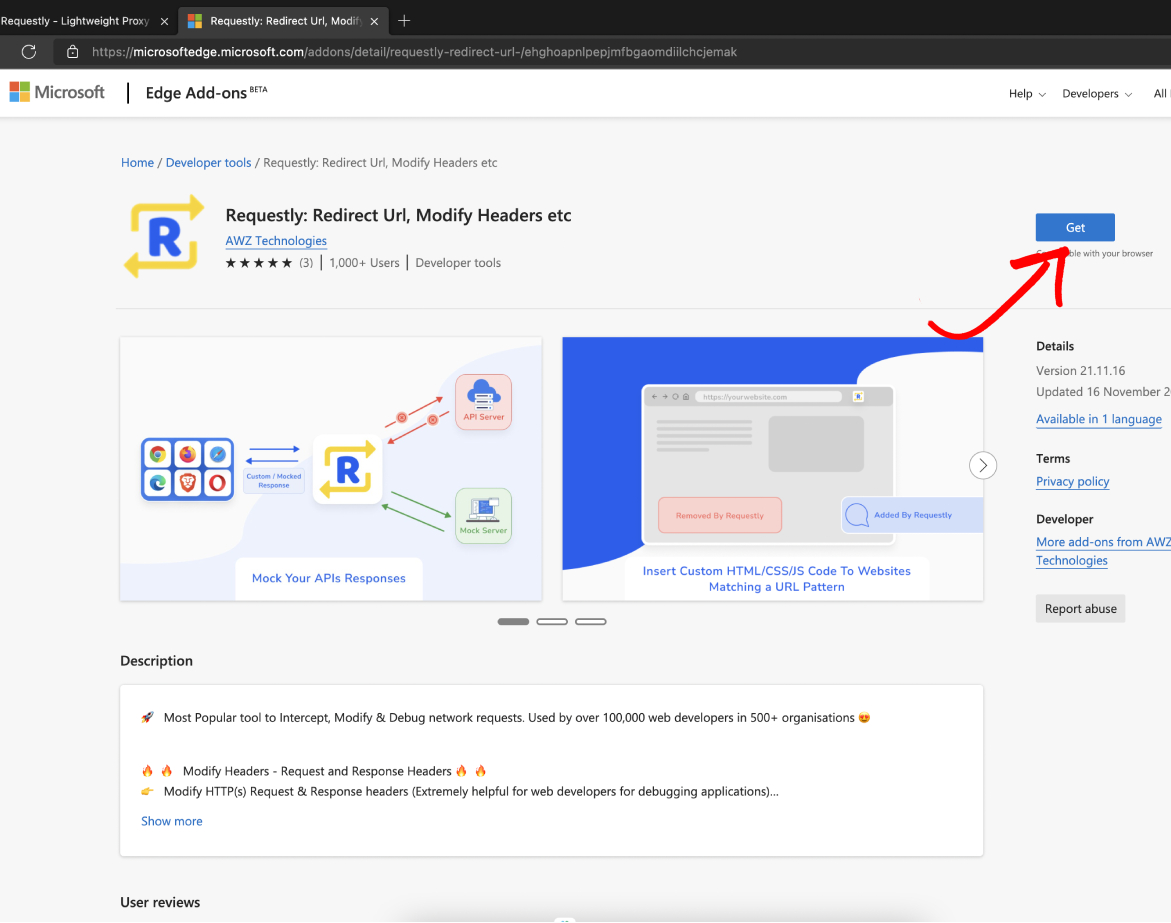 Requestly - Lightweight Proxy
Requestly: Redirect Url, Modify
https://microsoftedge.microsoft.com/addons/detail/requestly-redirect-url-/ehghoapnlpepjmfbgaomdiilchcjemak
Microsoft
Edge Add-ons BETA
Help
Developers
All
Home / Developer tools / Requestly: Redirect Url, Modify Headers etc
R
Requestly: Redirect Url, Modify Headers etc
AWZ Technologies
(3) | 1,000+ Users | Developer tools
Get
with your browser
API Server
Custom / Mocked
Response
R
Mock Server
Mock Your APIs Responses
https://yourwebsite.com
R
Removed By Requestly
Added By Requestly
Insert Custom HTML/CSS/JS Code To Websites
Matching a URL Pattern
Details
Version 21.11.16
Updated 16 November
Available in 1 language
Terms
Privacy policy
Developer
More add-ons from AWZ
Technologies
Report abuse
Description
🚀 Most Popular tool to Intercept, Modify & Debug network requests. Used by over 100,000 web developers in 500+ organisations 😍
🔥 🔥 Modify Headers - Request and Response Headers 🔥 🔥
👉 Modify HTTP(s) Request & Response headers (Extremely helpful for web developers for debugging applications)...
Show more
User reviews